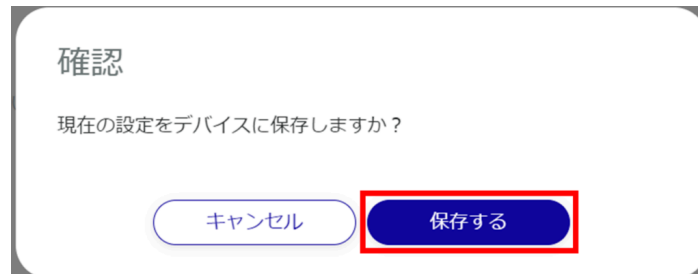 確認
現在の設定をデバイスに保存しますか？
キャンセル
保存する